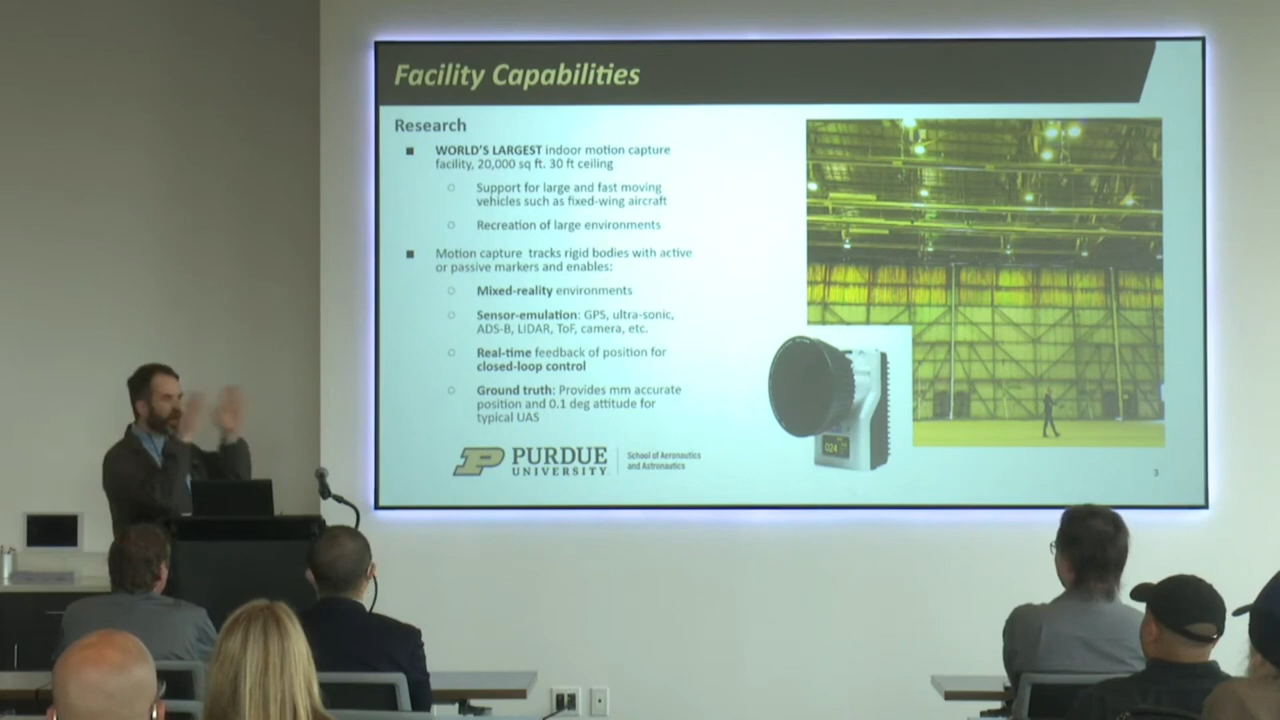 Facility Capabilities
Research
WORLD'S LARGEST indoor motion capture
facility, 20,000 sq ft. 30 ft ceiling
Support for large and fast moving
vehicles such as fixed-wing aircraft
Recreation of large environments
Motion capture tracks rigid bodies with active
or passive markers and enables:
Mixed-reality environments
Sensor-emulation: GPS, ultra-sonic,
ADS-B, LIDAR, ToF, camera, etc.
Real-time feedback of position for
closed-loop control
Ground truth: Provides mm accurate
position and 0.1 deg attitude for
typical UAS
024
P PURDUE
UNIVERSITY
School of Aeronautics
and Astronautics
3